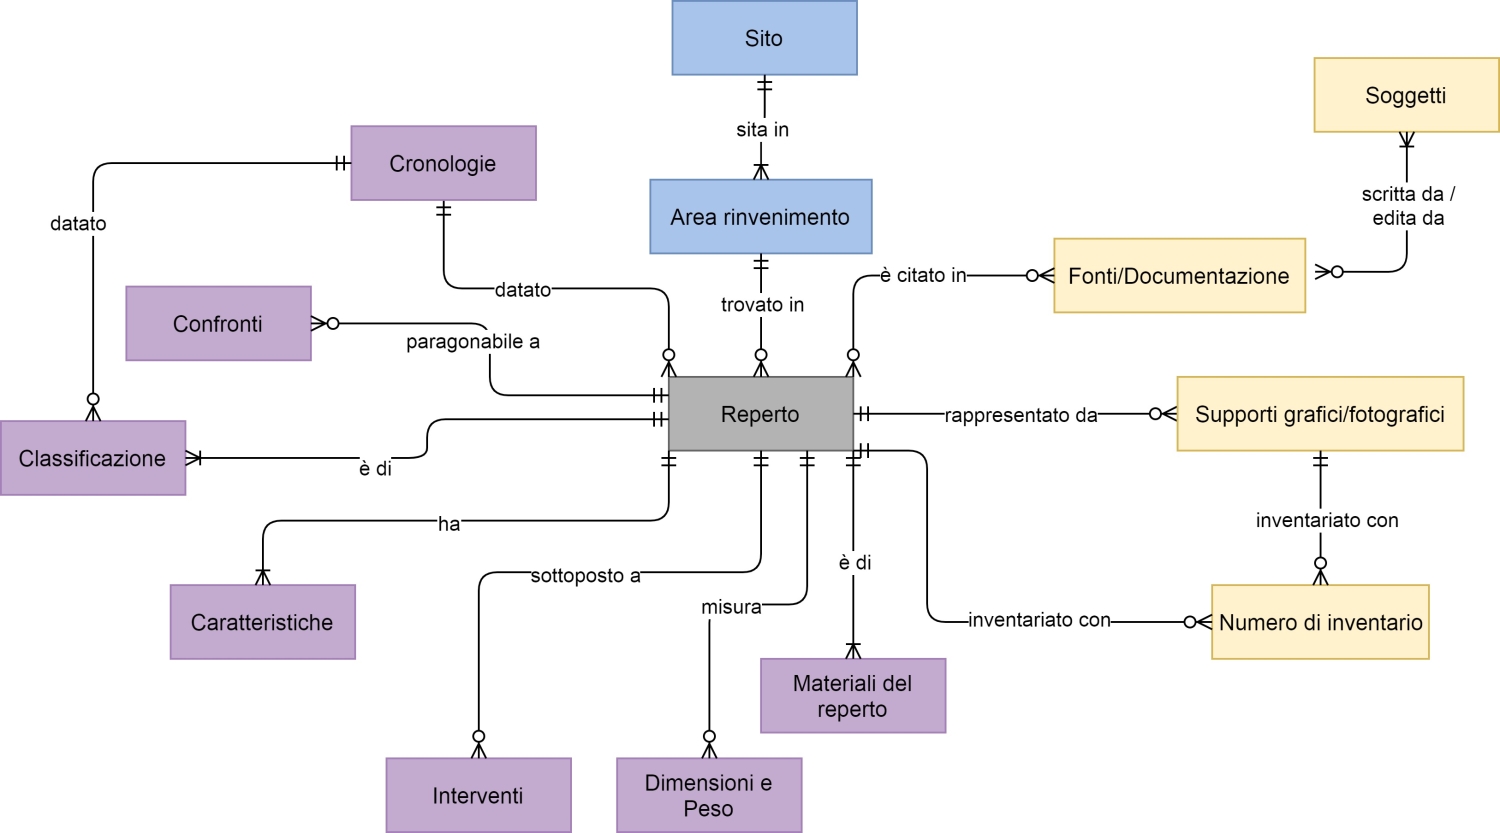 Sito
Soggetti
sita in
Cronologie
scritta da /
edita da
datato
Area rinvenimento
è citato in
Fonti/Documentazione
datato
trovato in
Confronti
paragonabile a
Reperto
rappresentato da
Supporti grafici/fotografici
Classificazione
è di
ha
inventariato con
sottoposto a
è di
misura
Caratteristiche
inventariato con
Numero di inventario
Materiali del
reperto
Interventi
Dimensioni e
Peso